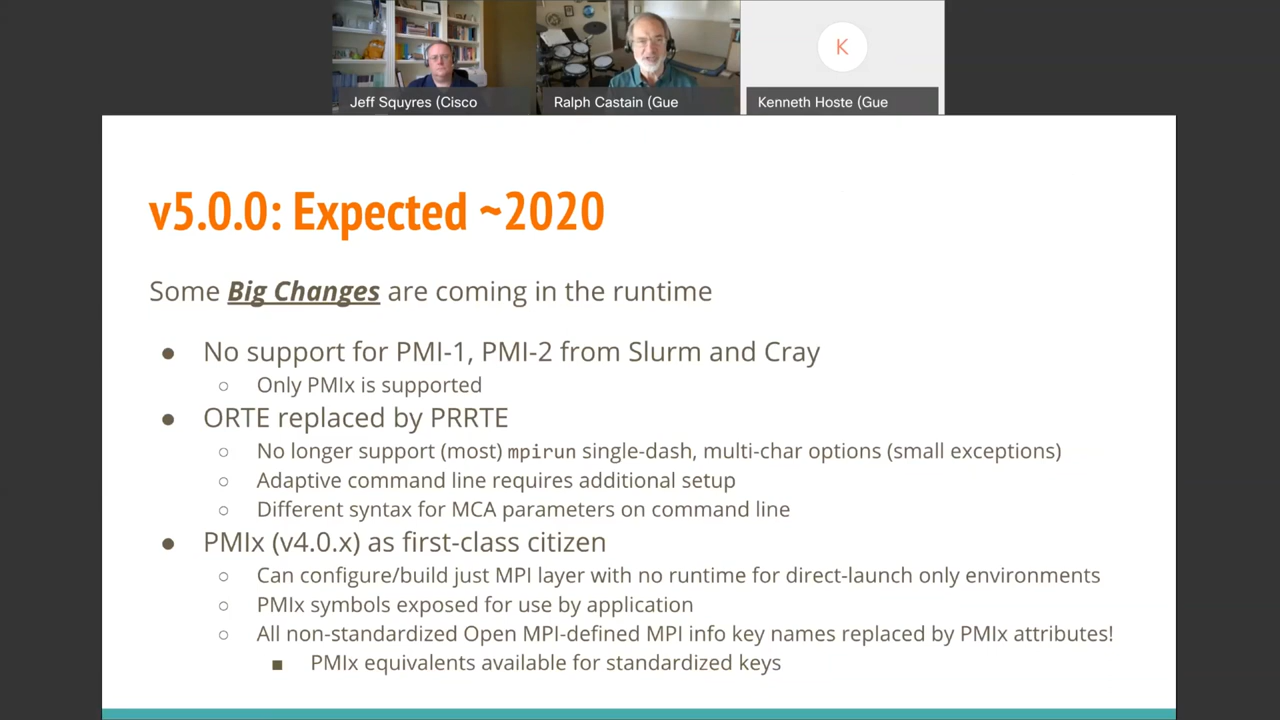 Jeff Squyres (Cisco
Ralph Castain (Gue
K
Kenneth Hoste (Gue
v5.0.0: Expected ~2020
Some Big Changes are coming in the runtime
● No support for PMI-1, PMI-2 from Slurm and Cray
○ Only PMIx is supported
● ORTE replaced by PRRTE
○ No longer support (most) mpirun single-dash, multi-char options (small exceptions)
○ Adaptive command line requires additional setup
○ Different syntax for MCA parameters on command line
● PMIx (v4.0.x) as first-class citizen
○ Can configure/build just MPI layer with no runtime for direct-launch only environments
○ PMIx symbols exposed for use by application
○ All non-standardized Open MPI-defined MPI info key names replaced by PMIx attributes!
■ PMIx equivalents available for standardized keys